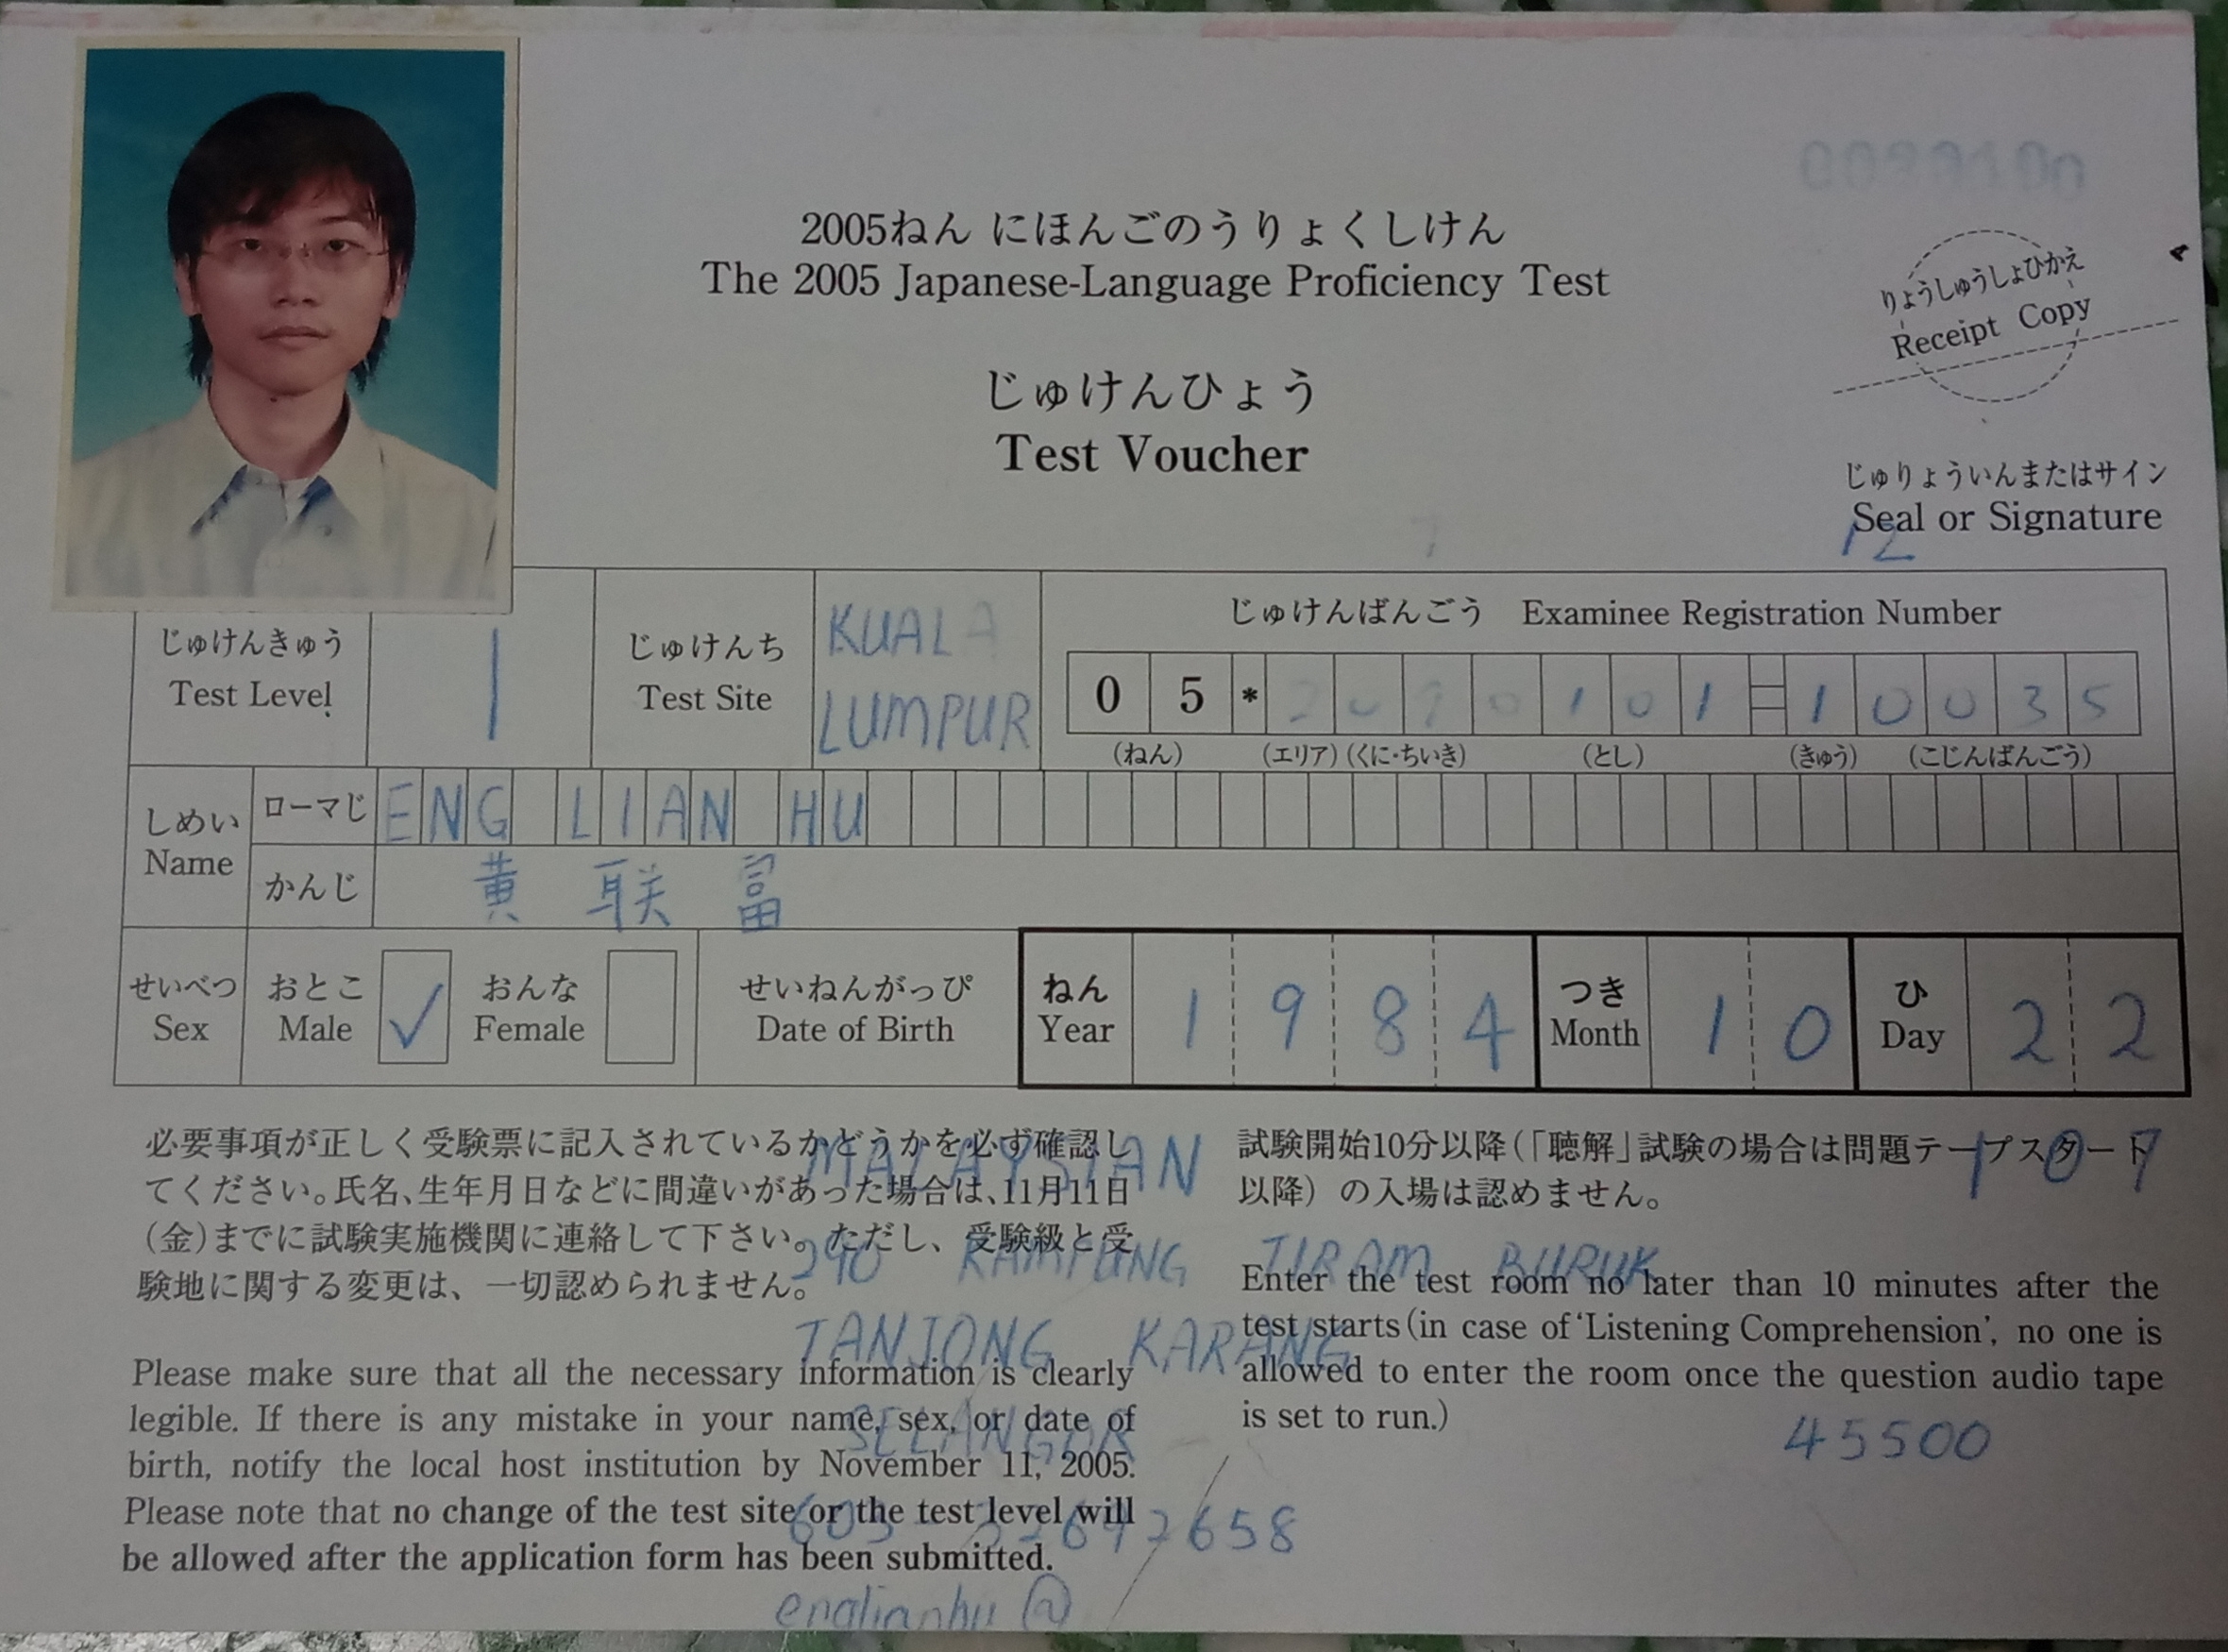 2005ねん にほんごのうりょくしけん
The 2005 Japanese-Language Proficiency Test
じゅけんひょう
Test Voucher
りょうしゅうしょひかえ
Receipt Copy
じゅりょういんまたはサイン
Seal or Signature
12
じゅけんきゅう
Test Level
1
じゅけんち
Test Site
KUALA
LUMPUR
じゅけんばんごう Examinee Registration Number
0 5 * 2 0 9 0 1 0 1 = 1 0 0 3 5
(ねん) (エリア) (くに・ちいき) (とし) (きゅう) (こじんばんごう)
しめい
Name
ローマじ
ENG LIAN HU
かんじ
黄 联 富
せいべつ
Sex
おとこ
Male
✓
おんな
Female
せいねんがっぴ
Date of Birth
ねん
Year
1984
つき
Month
10
ひ
Day
22
必要事項が正しく受験票に記入されているかどうかを必ず確認し
てください。氏名、生年月日などに間違いがあった場合は、11月11日
(金)までに試験実施機関に連絡して下さい。ただし、受験級と受
験地に関する変更は、一切認められません。
Please make sure that all the necessary information is clearly
legible. If there is any mistake in your name, sex, or date of
birth, notify the local host institution by November 11, 2005.
Please note that no change of the test site or the test level will
be allowed after the application form has been submitted.
試験開始10分以降(「聴解」試験の場合は問題テープスタート
以降) の入場は認めません。
Enter the test room no later than 10 minutes after the
test starts (in case of 'Listening Comprehension', no one is
allowed to enter the room once the question audio tape
is set to run.)
MALAYSIAN
107
290 KAMPUNG TIRAM BURUK
TANJONG KARANG
SELANGOR
45500
englianhu @